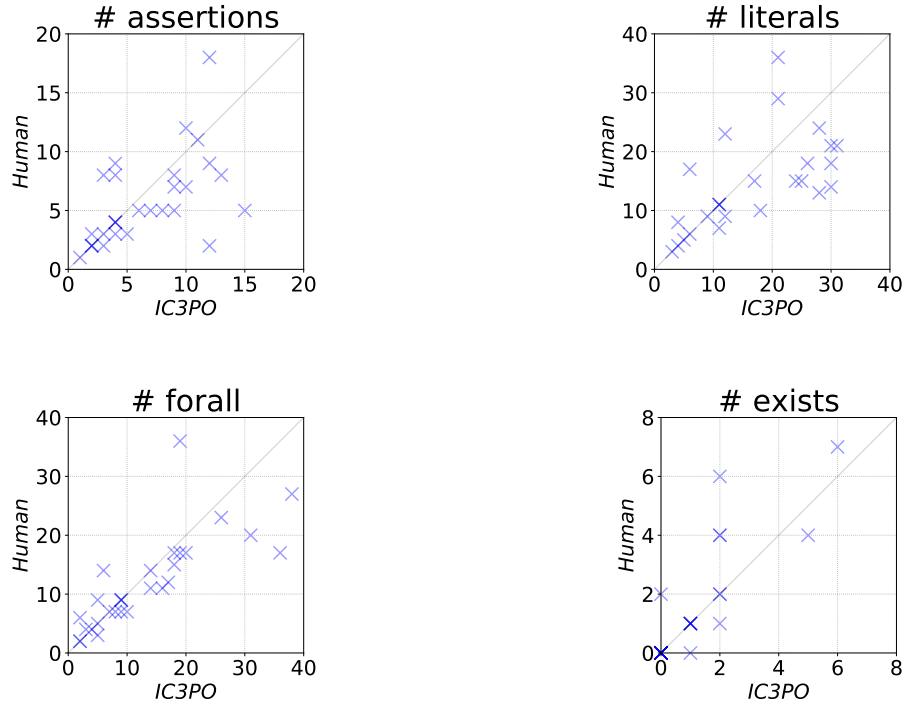 # assertions
20
15
10
5
0
Human
0 5 10 15 20
IC3PO
# literals
40
30
20
10
0
Human
0 10 20 30 40
IC3PO
# forall
40
30
20
10
0
Human
0 10 20 30 40
IC3PO
# exists
8
6
4
2
0
Human
0 2 4 6 8
IC3PO